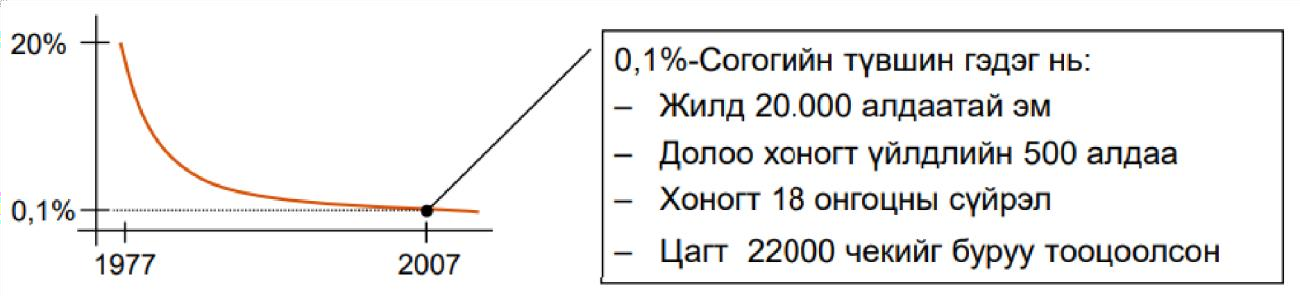 20%
0,1%
1977
2007
0,1%-Согогийн түвшин гэдэг нь:
– Жилд 20.000 алдаатай эм
– Долоо хоногт үйлдлийн 500 алдаа
– Хоногт 18 онгоцны сүйрэл
– Цагт 22000 чекийг буруу тооцоолсон